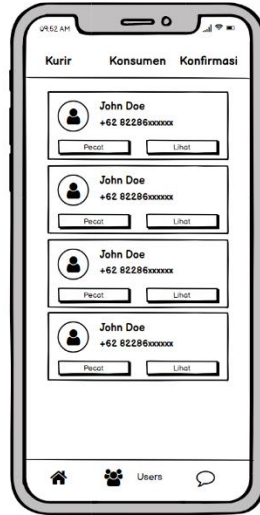 09.52 AM
Kurir Konsumen Konfirmasi
John Doe
+62 82286xxxxxx
Pecat Lihat
John Doe
+62 82286xxxxxx
Pecat Lihat
John Doe
+62 82286xxxxxx
Pecat Lihat
John Doe
+62 82286xxxxxx
Pecat Lihat
Users